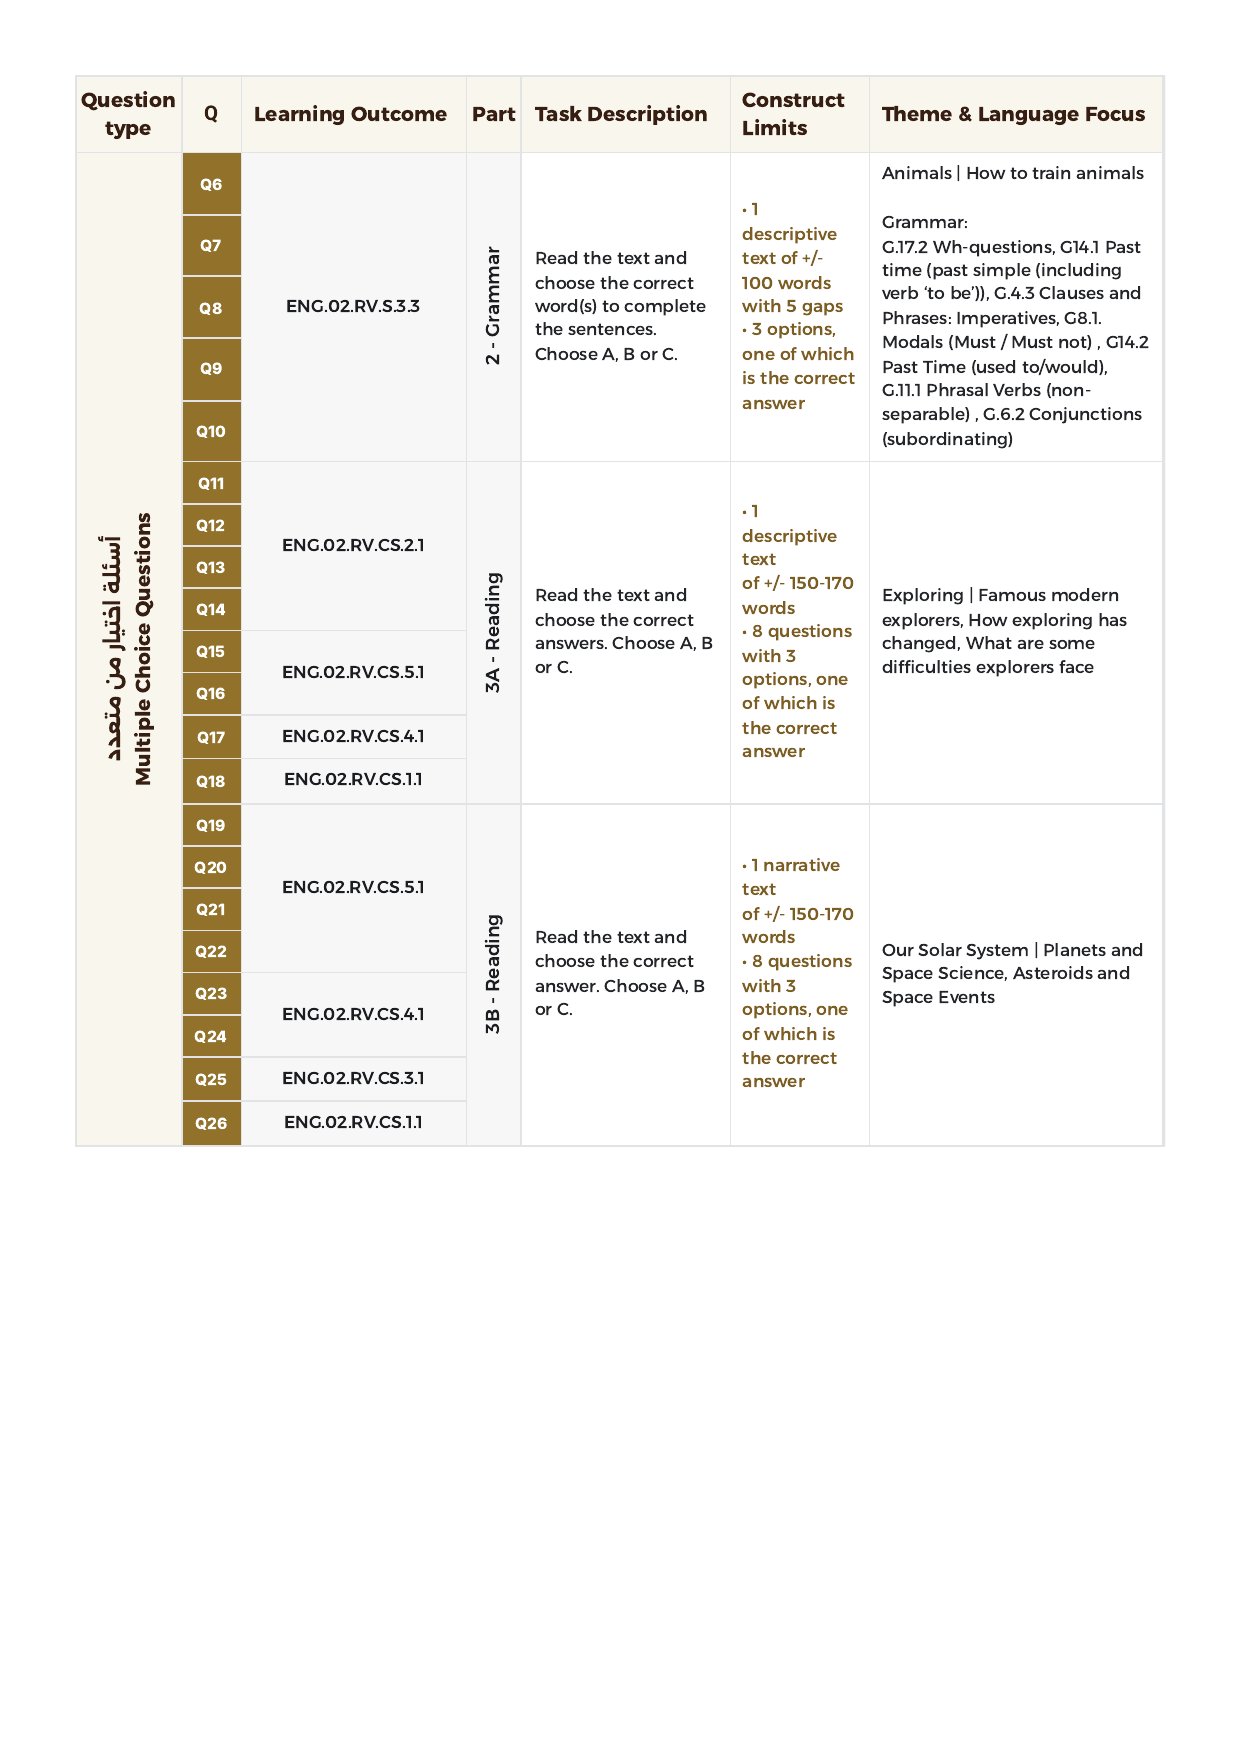 Question
type
Q
Learning Outcome
Part
Task Description
Construct
Limits
Theme & Language Focus
أسئلة اختيار من متعدد
Multiple Choice Questions
Q6
Q7
Q8
Q9
Q10
ENG.02.RV.S.3.3
2 - Grammar
Read the text and
choose the correct
word(s) to complete
the sentences.
Choose A, B or C.
• 1
descriptive
text of +/-
100 words
with 5 gaps
• 3 options,
one of which
is the correct
answer
Animals | How to train animals
Grammar:
G.17.2 Wh-questions, G14.1 Past
time (past simple (including
verb ‘to be’)), G.4.3 Clauses and
Phrases: Imperatives, G8.1.
Modals (Must / Must not) , G14.2
Past Time (used to/would),
G.11.1 Phrasal Verbs (non-
separable) , G.6.2 Conjunctions
(subordinating)
Q11
Q12
Q13
Q14
ENG.02.RV.CS.2.1
Q15
Q16
ENG.02.RV.CS.5.1
Q17
ENG.02.RV.CS.4.1
Q18
ENG.02.RV.CS.1.1
3A - Reading
Read the text and
choose the correct
answers. Choose A, B
or C.
• 1
descriptive
text
of +/- 150-170
words
• 8 questions
with 3
options, one
of which is
the correct
answer
Exploring | Famous modern
explorers, How exploring has
changed, What are some
difficulties explorers face
Q19
Q20
Q21
Q22
ENG.02.RV.CS.5.1
Q23
Q24
ENG.02.RV.CS.4.1
Q25
ENG.02.RV.CS.3.1
Q26
ENG.02.RV.CS.1.1
3B - Reading
Read the text and
choose the correct
answer. Choose A, B
or C.
• 1 narrative
text
of +/- 150-170
words
• 8 questions
with 3
options, one
of which is
the correct
answer
Our Solar System | Planets and
Space Science, Asteroids and
Space Events